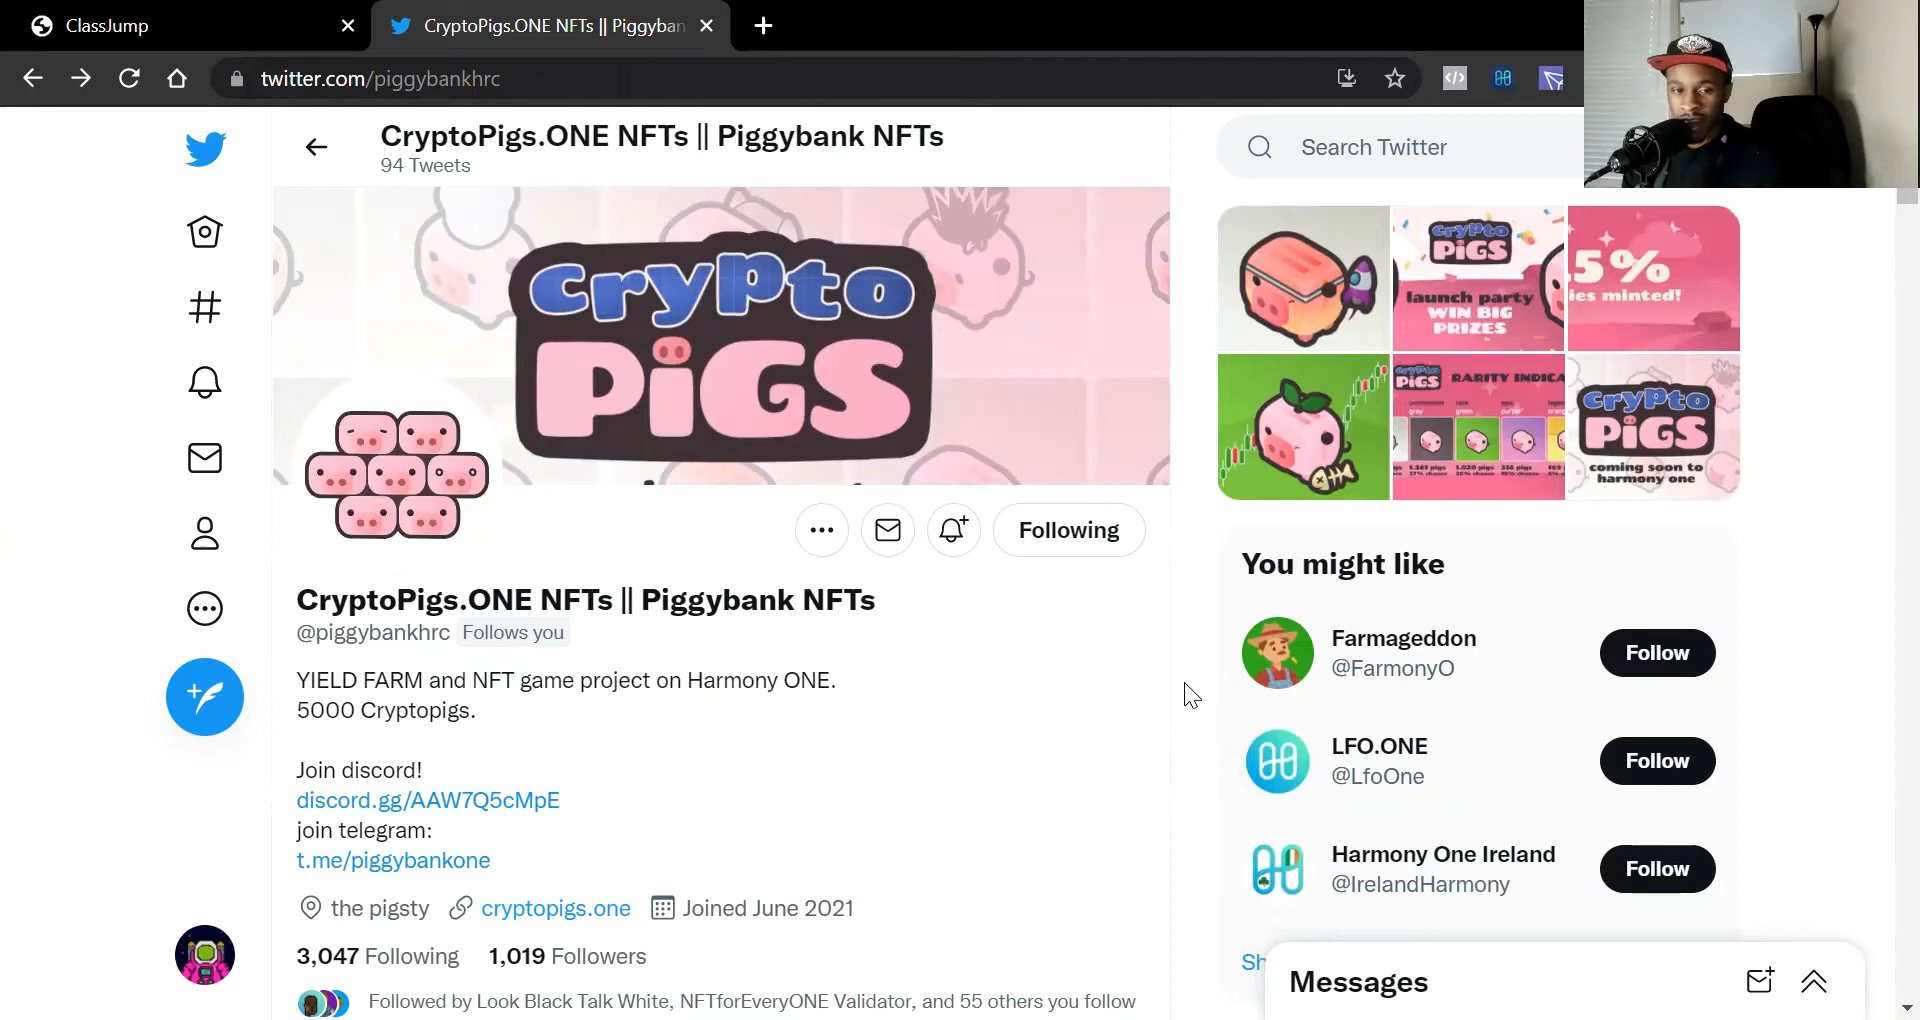 ClassJump
CryptoPigs.ONE NFTs || Piggyban
twitter.com/piggybankhrc
CryptoPigs.ONE NFTs || Piggybank NFTs
94 Tweets
Search Twitter
crypto
PiGS
crypto
PiGS
launch party
WIN BIG
PRIZES
5%
ies minted!
crypto
PiGS
RARITY INDICA
crypto
PiGS
coming soon to
harmony one
Following
CryptoPigs.ONE NFTs || Piggybank NFTs
@piggybankhrc Follows you
YIELD FARM and NFT game project on Harmony ONE.
5000 Cryptopigs.
Join discord!
discord.gg/AAW7Q5cMpE
join telegram:
t.me/piggybankone
the pigsty cryptopigs.one Joined June 2021
3,047 Following 1,019 Followers
Followed by Look Black Talk White, NFTforEveryONE Validator, and 55 others you follow
You might like
Farmageddon
@FarmonyO
Follow
LFO.ONE
@LfoOne
Follow
Harmony One Ireland
@IrelandHarmony
Follow
Sh
Messages